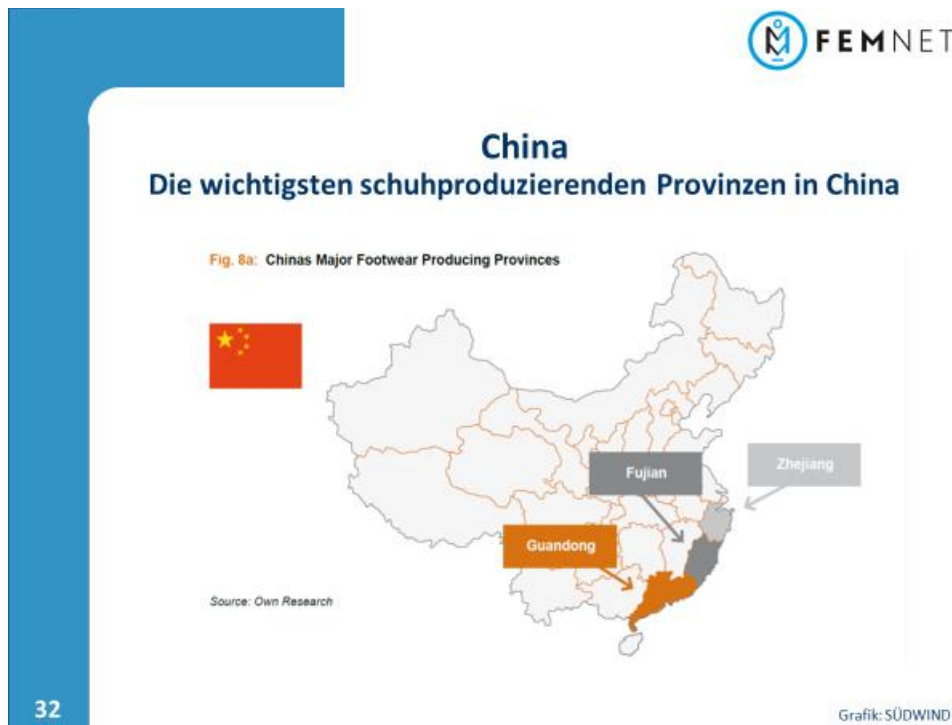 FEMNET
China
Die wichtigsten schuhproduzierenden Provinzen in China
Fig. 8a: Chinas Major Footwear Producing Provinces
Zhejiang
Fujian
Guandong
Source: Own Research
32
Grafik: SÜDWIND